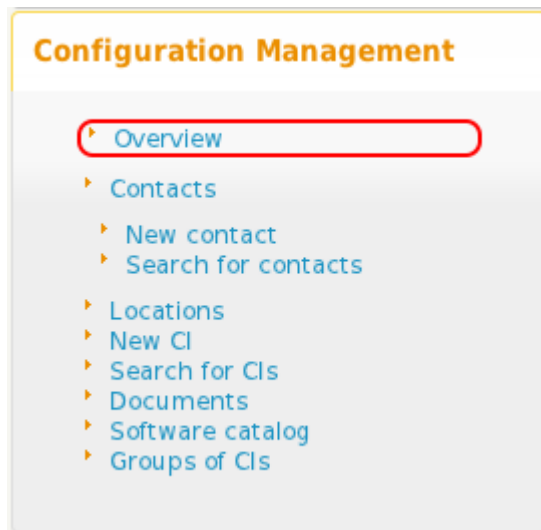 Configuration Management
Overview
Contacts
New contact
Search for contacts
Locations
New CI
Search for CIs
Documents
Software catalog
Groups of CIs